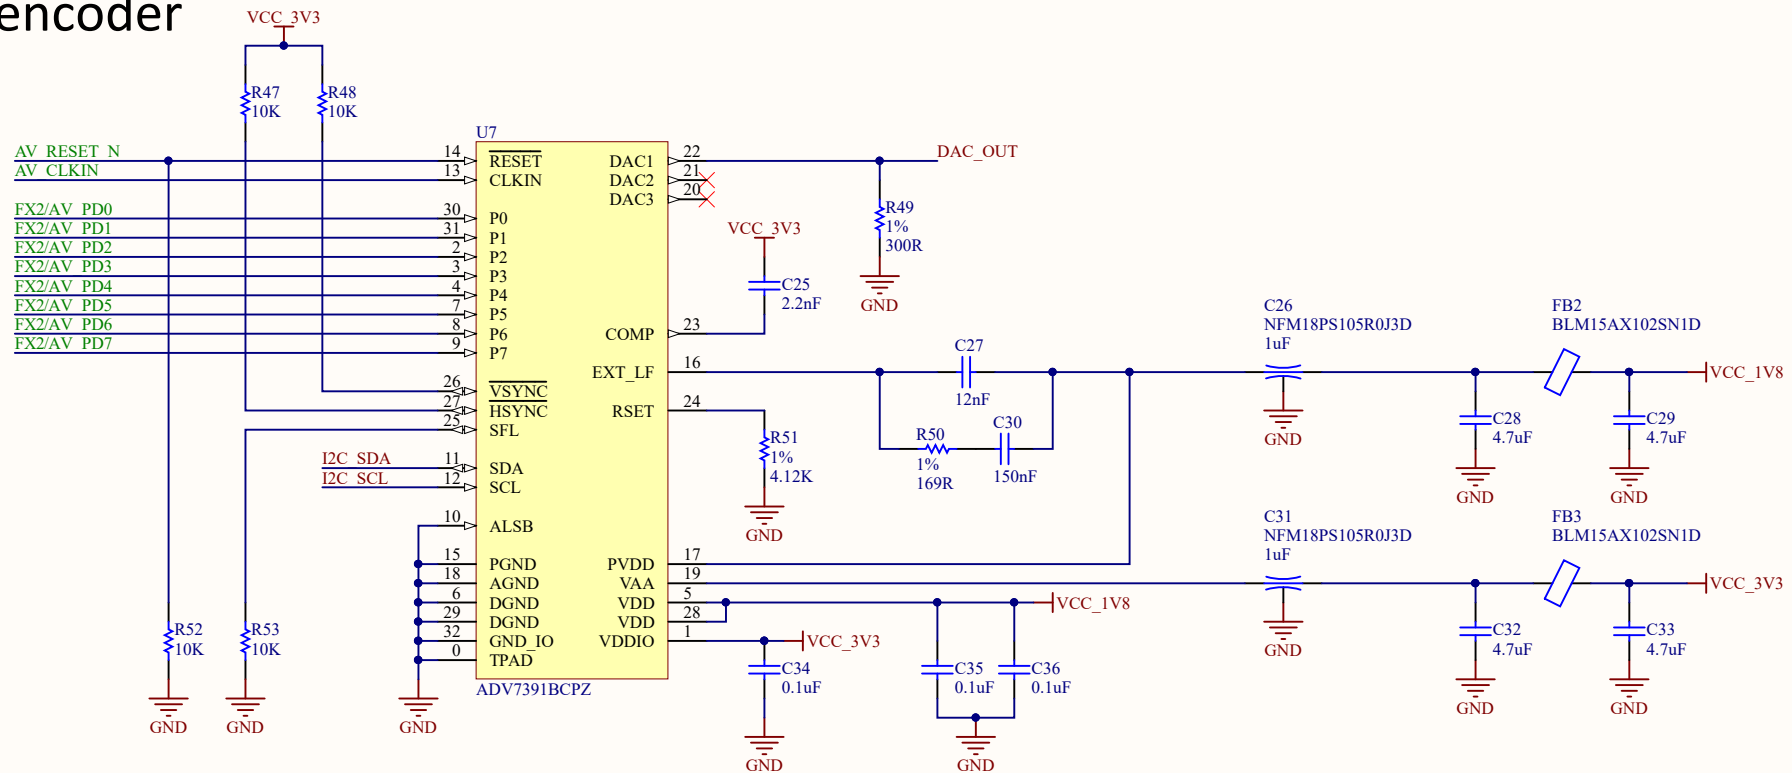 encoder
VCC_3V3
R47
10K
R48
10K
U7
AV_RESET_N
AV_CLKIN
FX2/AV_PD0
FX2/AV_PD1
FX2/AV_PD2
FX2/AV_PD3
FX2/AV_PD4
FX2/AV_PD5
FX2/AV_PD6
FX2/AV_PD7
I2C_SDA
I2C_SCL
14 RESET
13 CLKIN
30 P0
31 P1
2 P2
3 P3
4 P4
7 P5
8 P6
9 P7
26 VSYNC
27 HSYNC
25 SFL
11 SDA
12 SCL
10 ALSB
15 PGND
18 AGND
6 DGND
29 DGND
32 GND_IO
0 TPAD
DAC1 22
DAC2 21
DAC3 20
COMP 23
EXT_LF 16
RSET 24
PVDD 17
VAA 19
VDD 5
VDD 28
VDDIO 1
ADV7391BCPZ
R52
10K
GND
R53
10K
GND
GND
DAC_OUT
R49
1%
300R
GND
VCC_3V3
C25
2.2nF
C27
12nF
R50
1%
169R
C30
150nF
R51
1%
4.12K
GND
C26
NFM18PS105R0J3D
1uF
GND
FB2
BLM15AX102SN1D
VCC_1V8
C28
4.7uF
GND
C29
4.7uF
GND
C31
NFM18PS105R0J3D
1uF
GND
FB3
BLM15AX102SN1D
VCC_3V3
C32
4.7uF
GND
C33
4.7uF
GND
VCC_1V8
VCC_3V3
C34
0.1uF
GND
C35
0.1uF
C36
0.1uF
GND